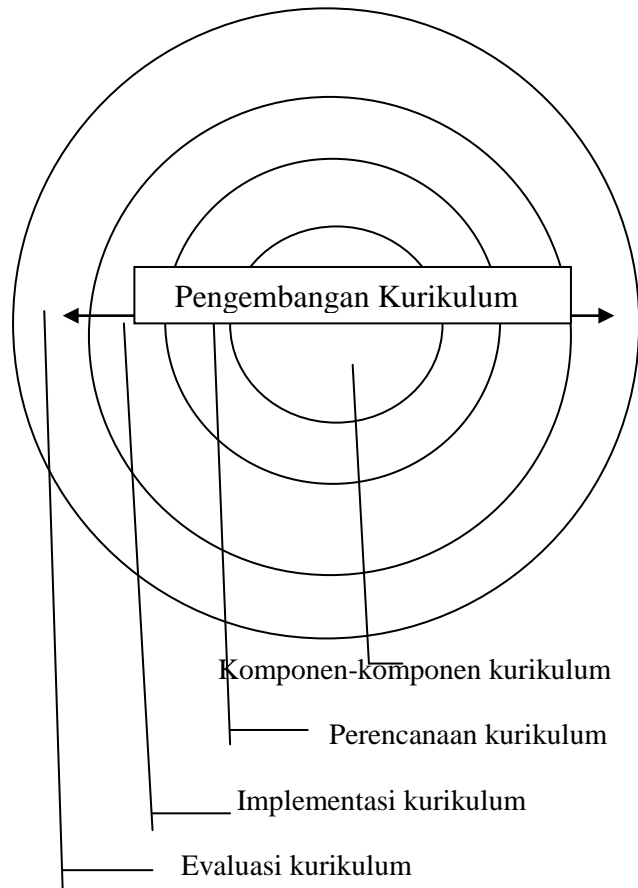 Pengembangan Kurikulum
Komponen-komponen kurikulum
Perencanaan kurikulum
Implementasi kurikulum
Evaluasi kurikulum